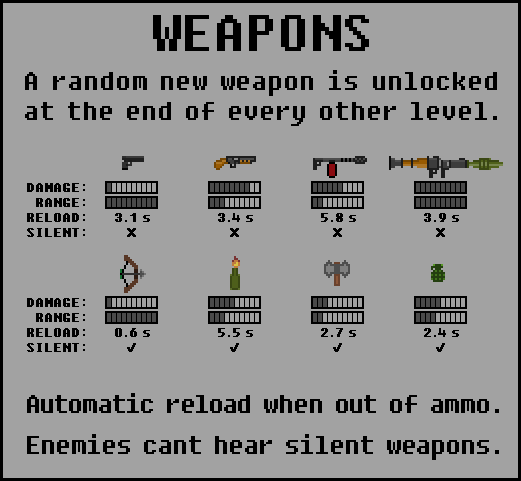 WEAPONS
A random new weapon is unlocked
at the end of every other level.
DAMAGE:
RANGE:
RELOAD: 3.1 s 3.4 s 5.8 s 3.9 s
SILENT: x x x x
DAMAGE:
RANGE:
RELOAD: 0.6 s 5.5 s 2.7 s 2.4 s
SILENT: ✓ ✓ ✓ ✓
Automatic reload when out of ammo.
Enemies cant hear silent weapons.